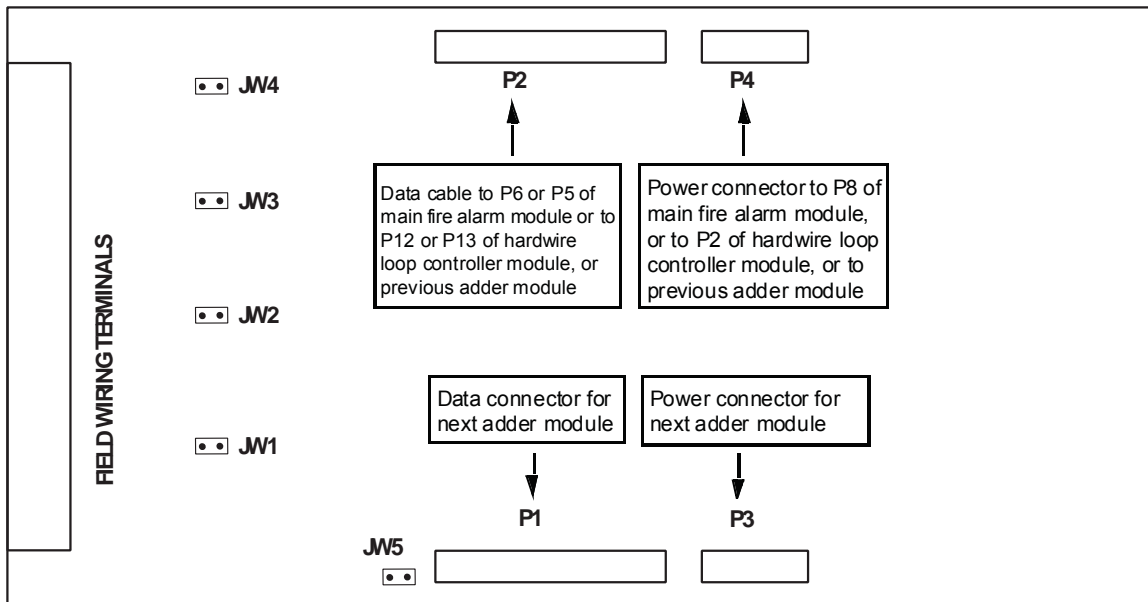 P2
P4
JW4
Data cable to P6 or P5 of
main fire alarm module or to
P12 or P13 of hardwire
loop controller module, or
previous adder module
Power connector to P8 of
main fire alarm module,
or to P2 of hardwire loop
controller module, or to
previous adder module
JW3
FIELD WIRING TERMINALS
JW2
Data connector for
next adder module
Power connector for
next adder module
JW1
P1
P3
JW5